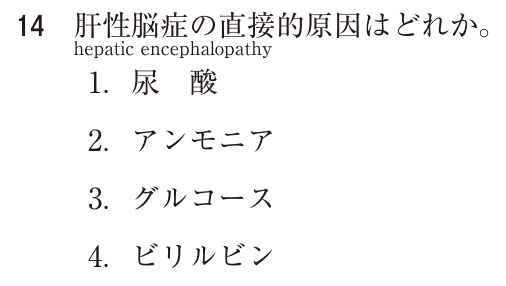 14 肝性脳症の直接的原因はどれか。
hepatic encephalopathy
1. 尿 酸
2. アンモニア
3. グルコース
4. ビリルビン